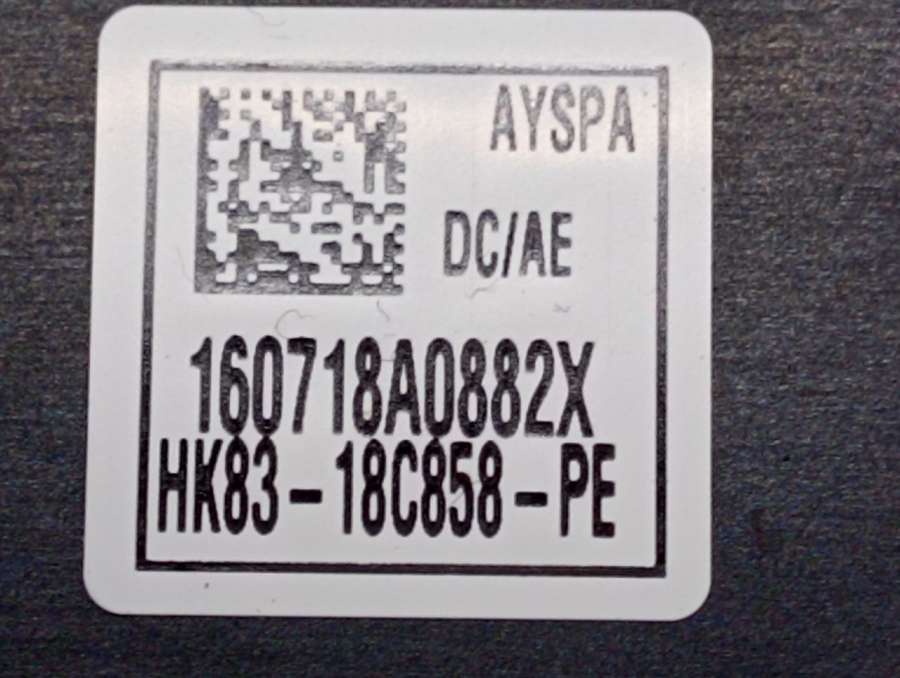 AYSPA
DC/AE
160718A0882X
HK83-18C858-PE